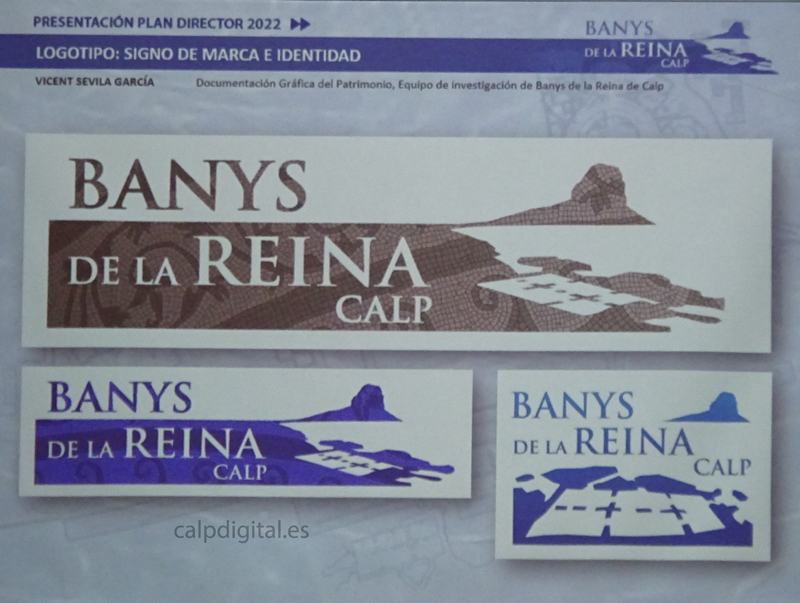 PRESENTACIÓN PLAN DIRECTOR 2022
LOGOTIPO: SIGNO DE MARCA E IDENTIDAD
BANYS
DE LA REINA
CALP
VICENT SEVILA GARCÍA
Documentación Gráfica del Patrimonio, Equipo de investigación de Banys de la Reina de Calp
BANYS
DE LA REINA
CALP
BANYS
DE LA REINA
CALP
BANYS
DE LA REINA
CALP
calpdigital.es